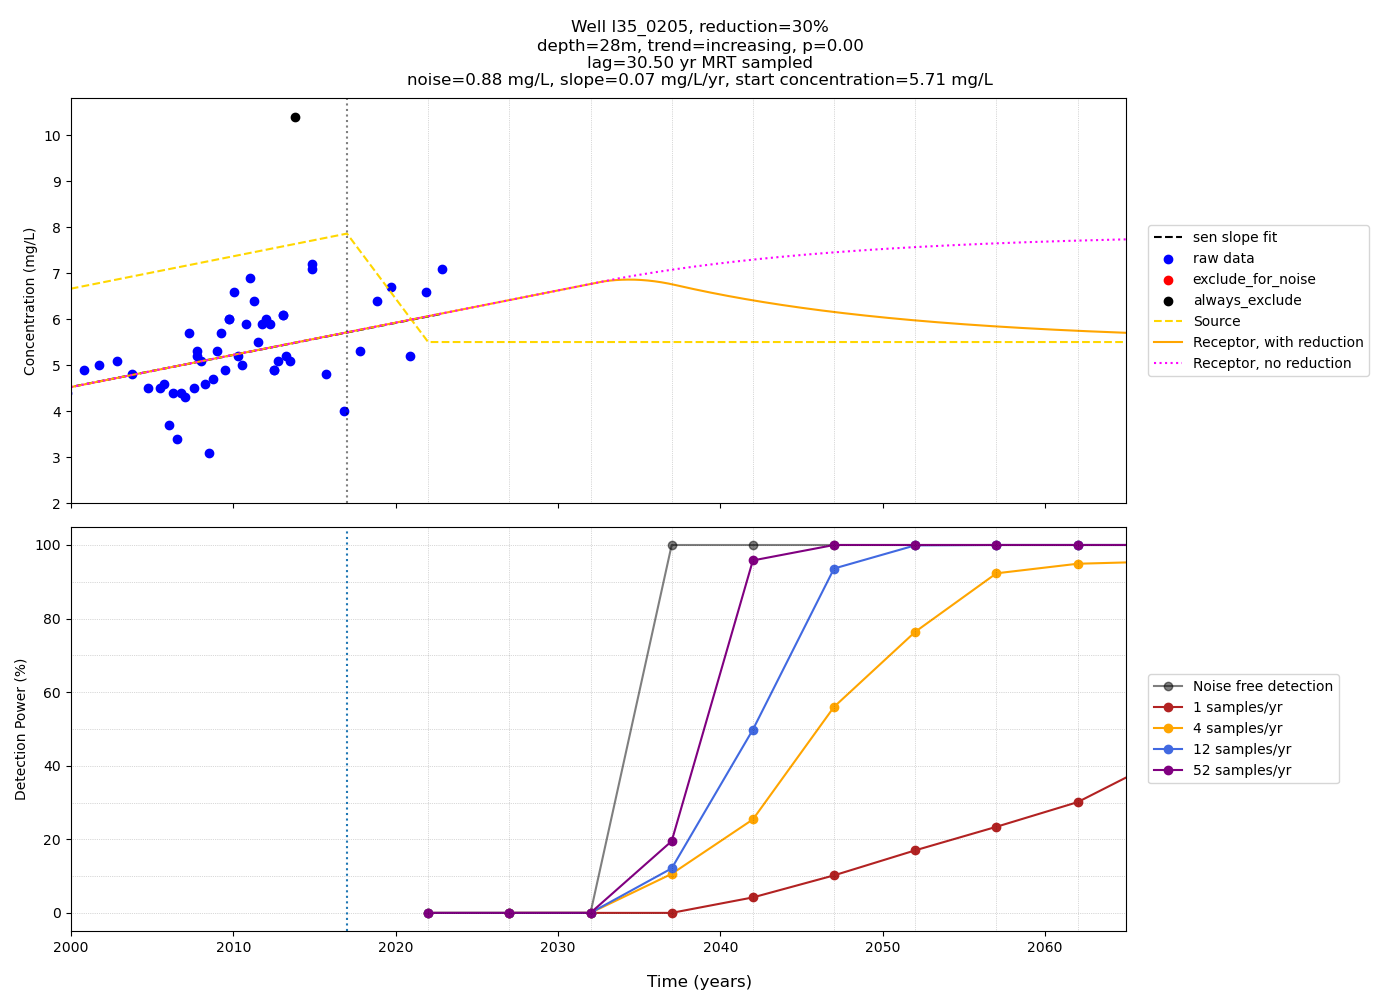 Well l35_0205, reduction=30%
depth=28m, trend=increasing, p=0.00
lag=30.50 yr MRT sampled
noise=0.88 mg/L, slope=0.07 mg/L/yr, start concentration=5.71 mg/L
Concentration (mg/L)
10
9
8
7
6
5
4
3
2
sen slope fit
raw data
exclude_for_noise
always_exclude
Source
Receptor, with reduction
Receptor, no reduction
Detection Power (%)
100
80
60
40
20
0
Noise free detection
1 samples/yr
4 samples/yr
12 samples/yr
52 samples/yr
2000 2010 2020 2030 2040 2050 2060
Time (years)